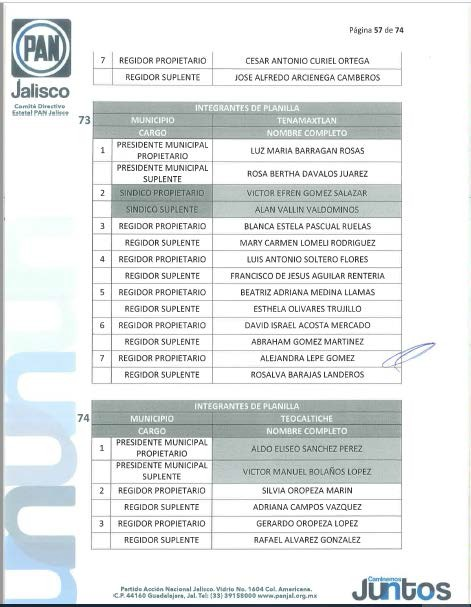 Página 57 de 74
PAN
Jalisco
Comité Directivo
Estatal PAN Jalisco
7 REGIDOR PROPIETARIO CESAR ANTONIO CURIEL ORTEGA
REGIDOR SUPLENTE JOSE ALFREDO ARCIENEGA CAMBEROS
73
INTEGRANTES DE PLANILLA
MUNICIPIO TENAMAXTLAN
CARGO NOMBRE COMPLETO
1 PRESIDENTE MUNICIPAL PROPIETARIO LUZ MARIA BARRAGAN ROSAS
PRESIDENTE MUNICIPAL SUPLENTE ROSA BERTHA DAVALOS JUAREZ
2 SINDICO PROPIETARIO VICTOR EFREN GOMEZ SALAZAR
SINDICO SUPLENTE ALAN VALLIN VALDOMINOS
3 REGIDOR PROPIETARIO BLANCA ESTELA PASCUAL RUELAS
REGIDOR SUPLENTE MARY CARMEN LOMELI RODRIGUEZ
4 REGIDOR PROPIETARIO LUIS ANTONIO SOLTERO FLORES
REGIDOR SUPLENTE FRANCISCO DE JESUS AGUILAR RENTERIA
5 REGIDOR PROPIETARIO BEATRIZ ADRIANA MEDINA LLAMAS
REGIDOR SUPLENTE ESTHELA OLIVARES TRUJILLO
6 REGIDOR PROPIETARIO DAVID ISRAEL ACOSTA MERCADO
REGIDOR SUPLENTE ABRAHAM GOMEZ MARTINEZ
7 REGIDOR PROPIETARIO ALEJANDRA LEPE GOMEZ
REGIDOR SUPLENTE ROSALVA BARAJAS LANDEROS
74
INTEGRANTES DE PLANILLA
MUNICIPIO TEOCALTICHE
CARGO NOMBRE COMPLETO
1 PRESIDENTE MUNICIPAL PROPIETARIO ALDO ELISEO SANCHEZ PEREZ
PRESIDENTE MUNICIPAL SUPLENTE VICTOR MANUEL BOLAÑOS LOPEZ
2 REGIDOR PROPIETARIO SILVIA OROPEZA MARIN
REGIDOR SUPLENTE ADRIANA CAMPOS VAZQUEZ
3 REGIDOR PROPIETARIO GERARDO OROPEZA LOPEZ
REGIDOR SUPLENTE RAFAEL ALVAREZ GONZALEZ
Partido Acción Nacional Jalisco. Vidrio No. 1604 Col. Americana.
C.P. 44160 Guadalajara, Jal. Tel: (33) 39158000 www.panjal.org.mx
Caminemos
Juntos